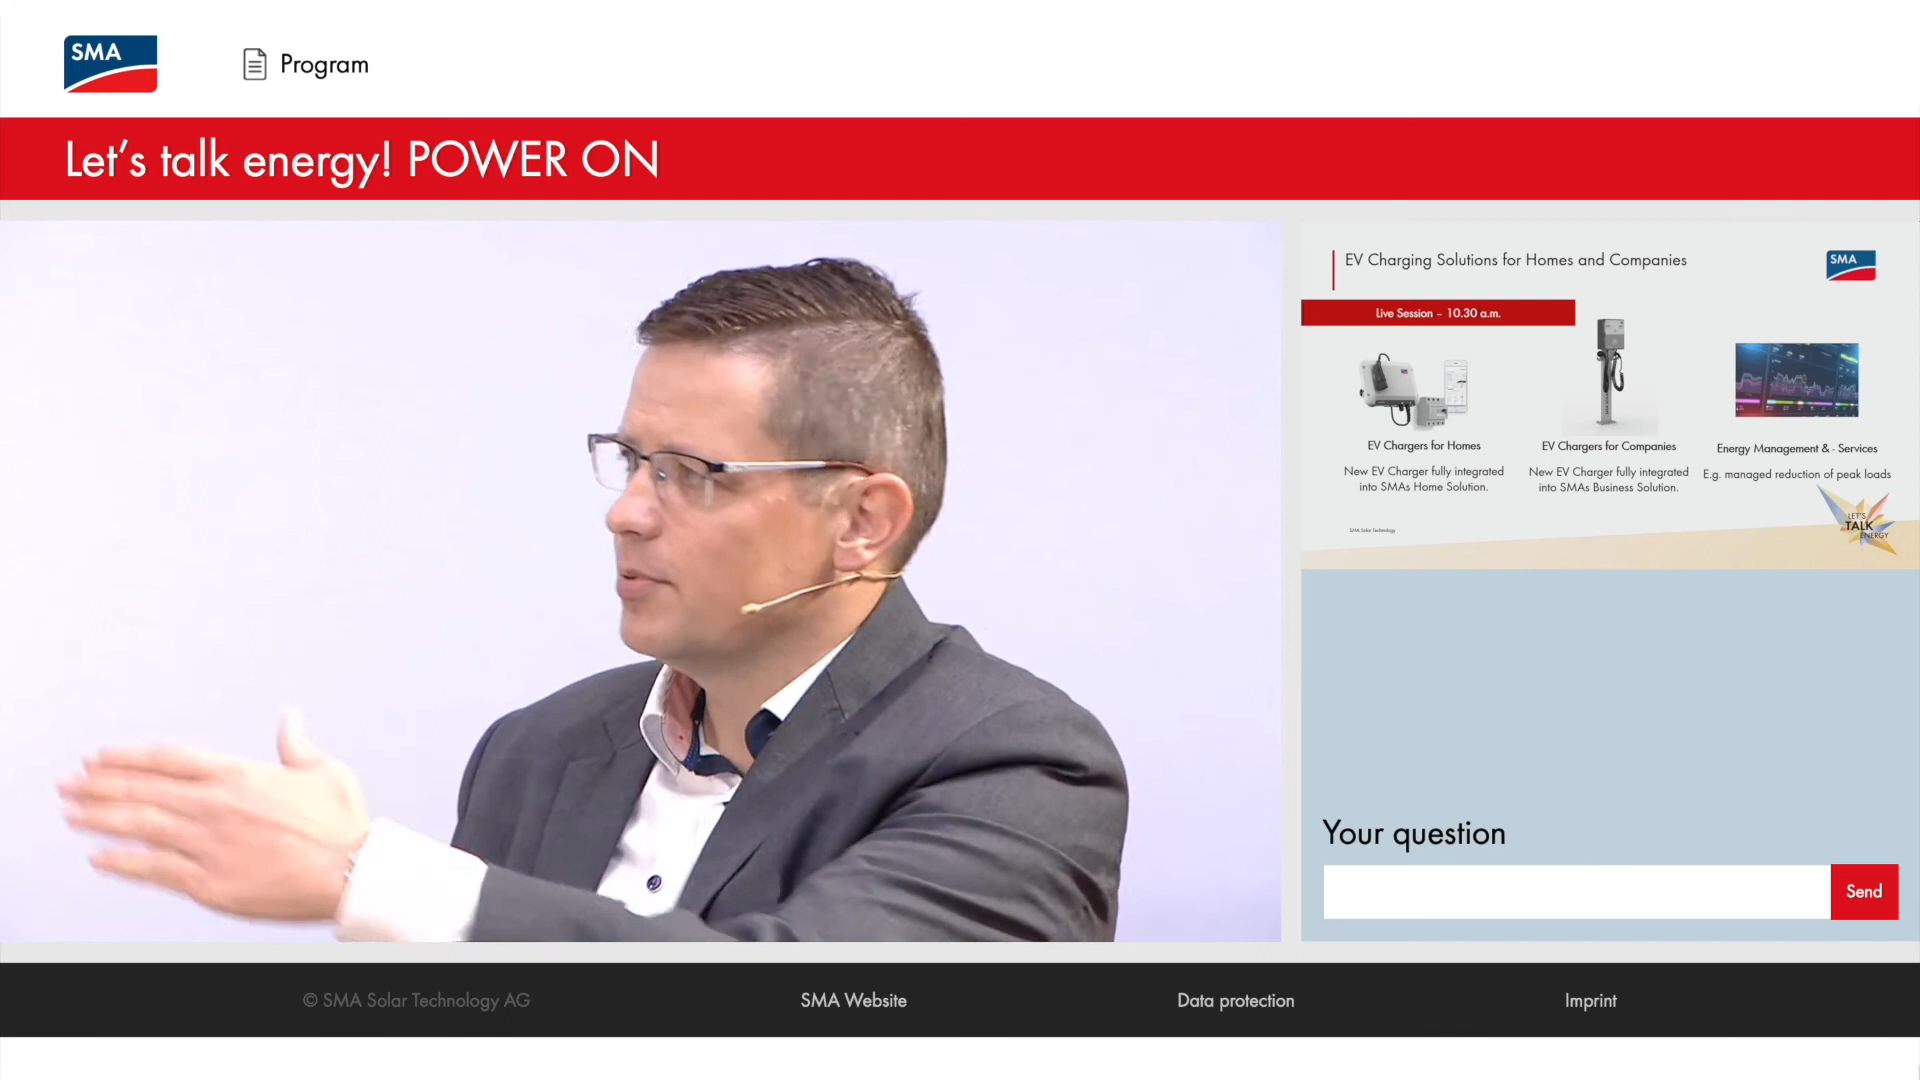 SMA
Program
Let's talk energy! POWER ON
EV Charging Solutions for Homes and Companies
SMA
Live Session – 10.30 a.m.
EV Chargers for Homes
New EV Charger fully integrated
into SMAs Home Solution.
EV Chargers for Companies
New EV Charger fully integrated
into SMAs Business Solution.
Energy Management & - Services
E.g. managed reduction of peak loads
SMA Solar Technology
LET'S
TALK
ENERGY
Your question
Send
© SMA Solar Technology AG
SMA Website
Data protection
Imprint